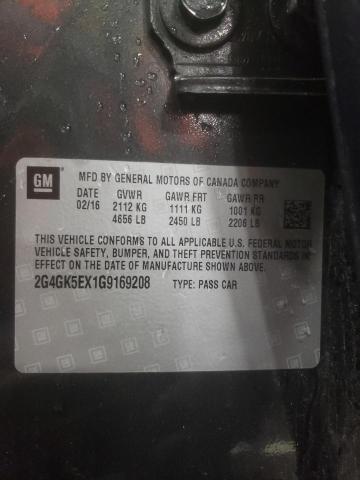 GM
MFD BY GENERAL MOTORS OF CANADA COMPANY
DATE GVWR GAWR FRT GAWR RR
02/16 2112 KG 1111 KG 1001 KG
4656 LB 2450 LB 2206 LB
THIS VEHICLE CONFORMS TO ALL APPLICABLE U.S. FEDERAL MOTOR
VEHICLE SAFETY, BUMPER, AND THEFT PREVENTION STANDARDS IN
EFFECT ON THE DATE OF MANUFACTURE SHOWN ABOVE.
2G4GK5EX1G9169208 TYPE: PASS CAR